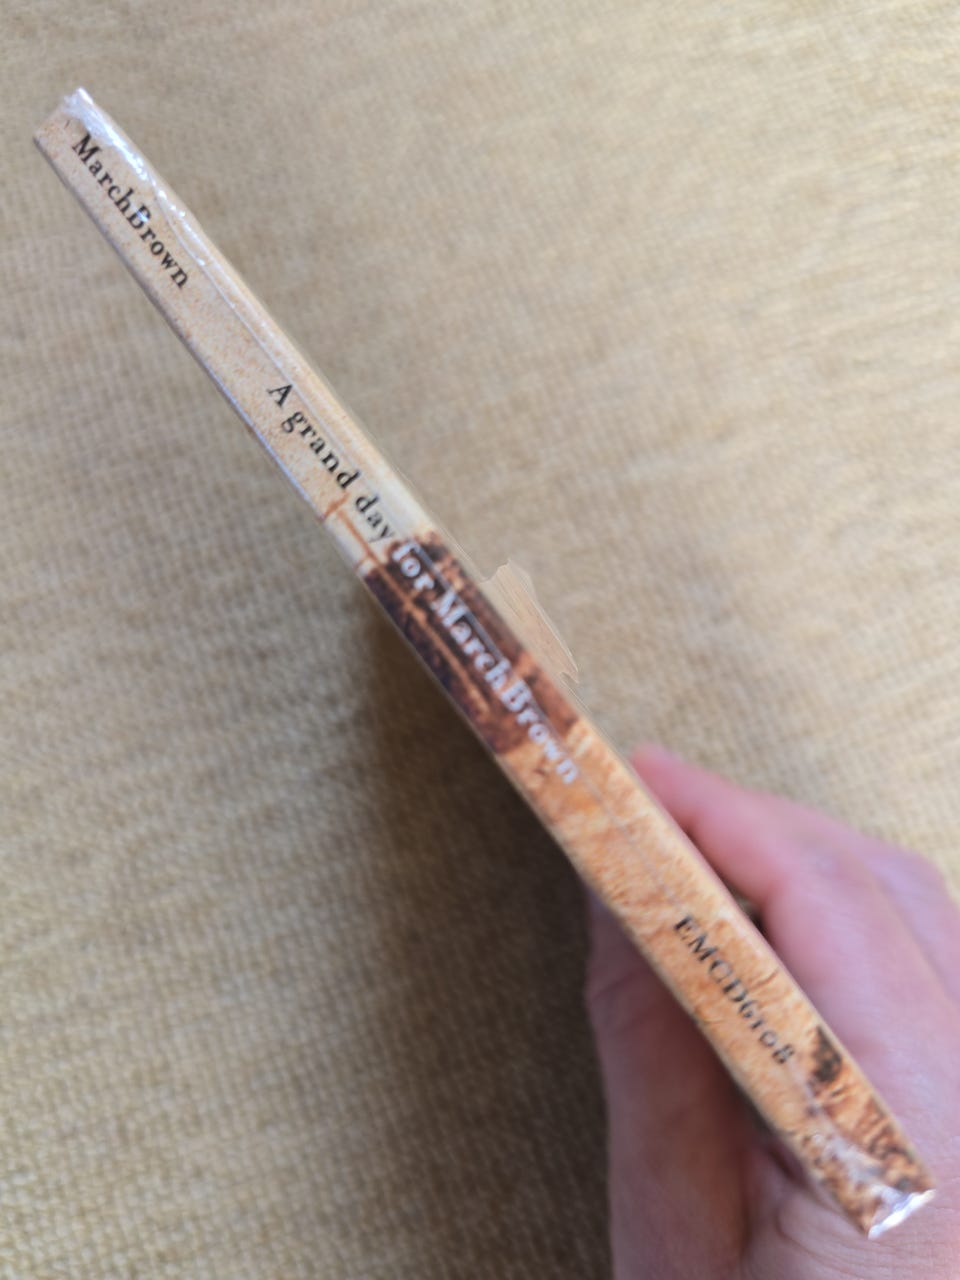 MarchBrown
A grand day for MarchBrown
EMCD6108